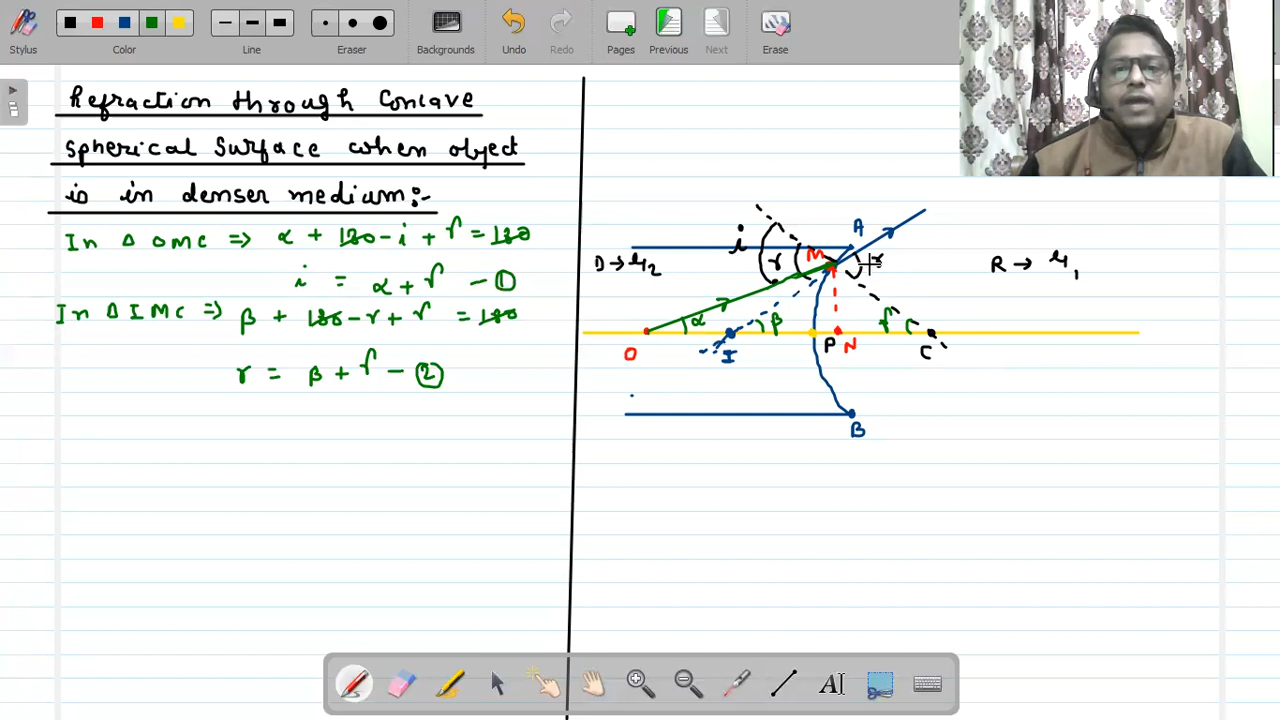 Stylus
Color
Line
Eraser
Backgrounds
Undo
Redo
Pages
Previous
Next
Erase
Refraction through Concave
spherical Surface when object
is in denser medium:-
In Δ OMC ⇒ α + 180 - i + γ = 180
i = α + γ - ①
In Δ IMC ⇒ β + 180 - r + γ = 180
r = β + γ - ②
i
r
M
A
r
D → μ2
R → μ1
α
β
γ
O
I
P
N
C
B
A